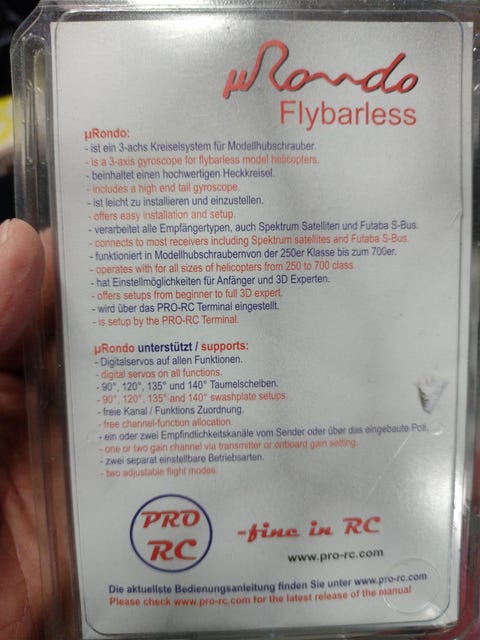 µRondo
Flybarless
µRondo:
- ist ein 3-achs Kreiselsystem für Modellhubschrauber.
- is a 3-axis gyroscope for flybarless model helicopters.
- beinhaltet einen hochwertigen Heckkreisel.
- includes a high end tail gyroscope.
- ist leicht zu installieren und einzustellen.
- offers easy installation and setup.
- verarbeitet alle Empfängertypen, auch Spektrum Satelliten und Futaba S-Bus.
- connects to most receivers including Spektrum satellites and Futaba S-Bus.
- funktioniert in Modellhubschraubernvon der 250er Klasse bis zum 700er.
- operates with for all sizes of helicopters from 250 to 700 class.
- hat Einstellmöglichkeiten für Anfänger und 3D Experten.
- offers setups from beginner to full 3D expert.
- wird über das PRO-RC Terminal eingestellt.
- is setup by the PRO-RC Terminal.
µRondo unterstützt / supports:
- Digitalservos auf allen Funktionen.
- digital servos on all functions.
- 90°, 120°, 135° und 140° Taumelscheiben.
- 90°, 120°, 135° and 140° swashplate setups.
- freie Kanal / Funktions Zuordnung.
- free channel-function allocation.
- ein oder zwei Empfindlichkeitskanäle vom Sender oder über das eingebaute Poti.
- one or two gain channel via transmitter or onboard gain setting.
- zwei separat einstellbare Betriebsarten.
- two adjustable flight modes.
PRO
RC
-fine in RC
www.pro-rc.com
Die aktuellste Bedienungsanleitung finden Sie unter www.pro-rc.com
Please check www.pro-rc.com for the latest release of the manual